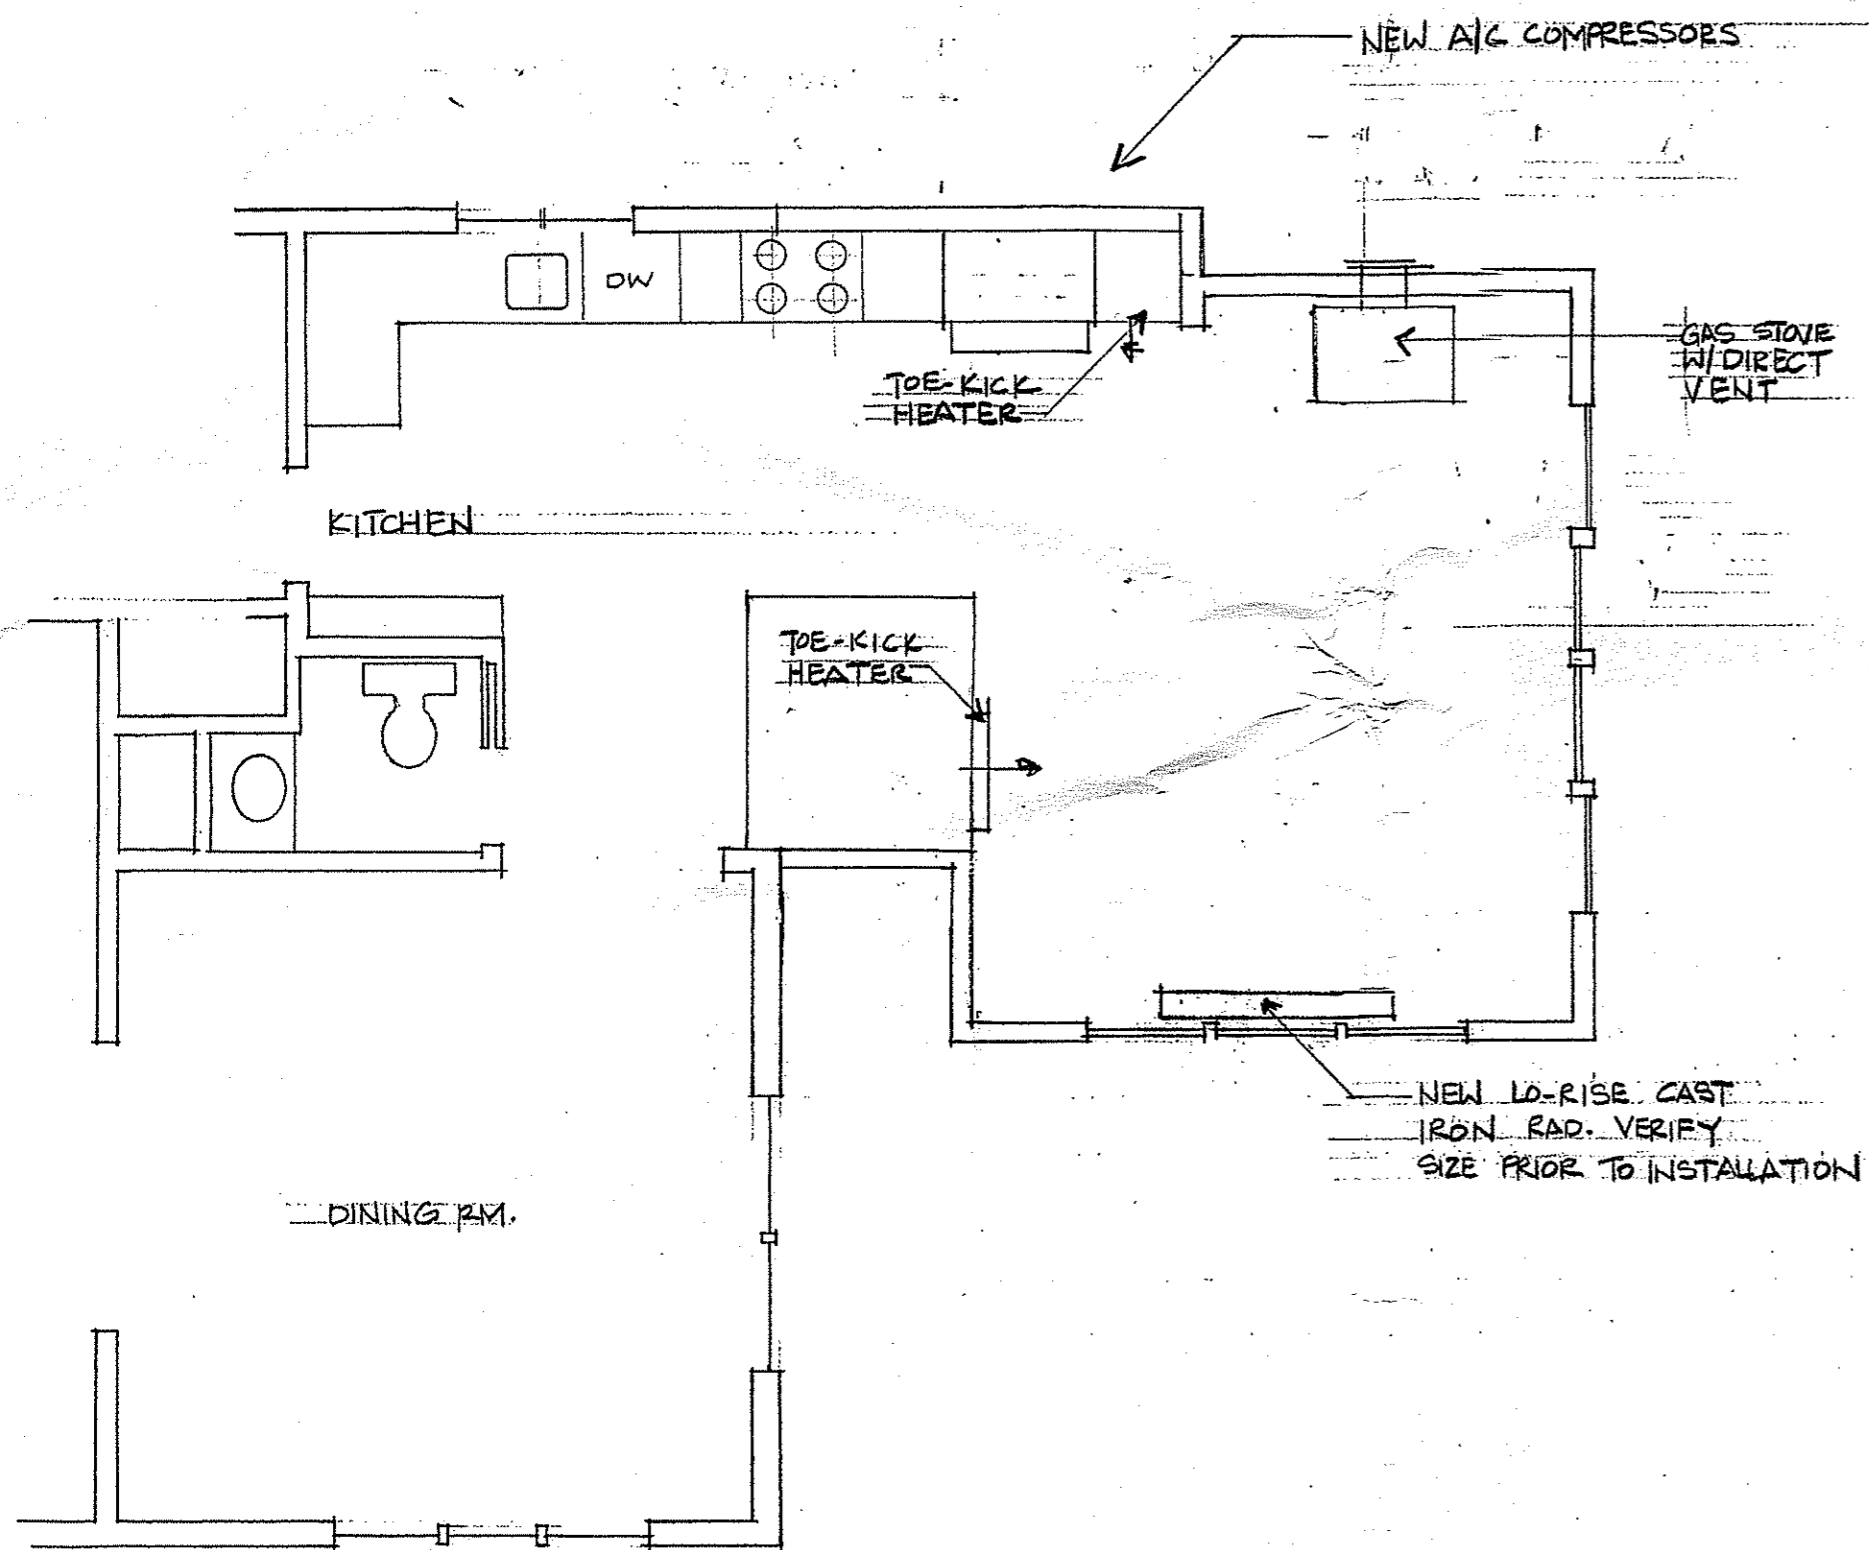 NEW A/C COMPRESSORS
DW
GAS STOVE
W/DIRECT
VENT
TOE-KICK
HEATER
KITCHEN
TOE-KICK
HEATER
NEW LO-RISE CAST
IRON RAD. VERIFY
SIZE PRIOR TO INSTALLATION
DINING RM.